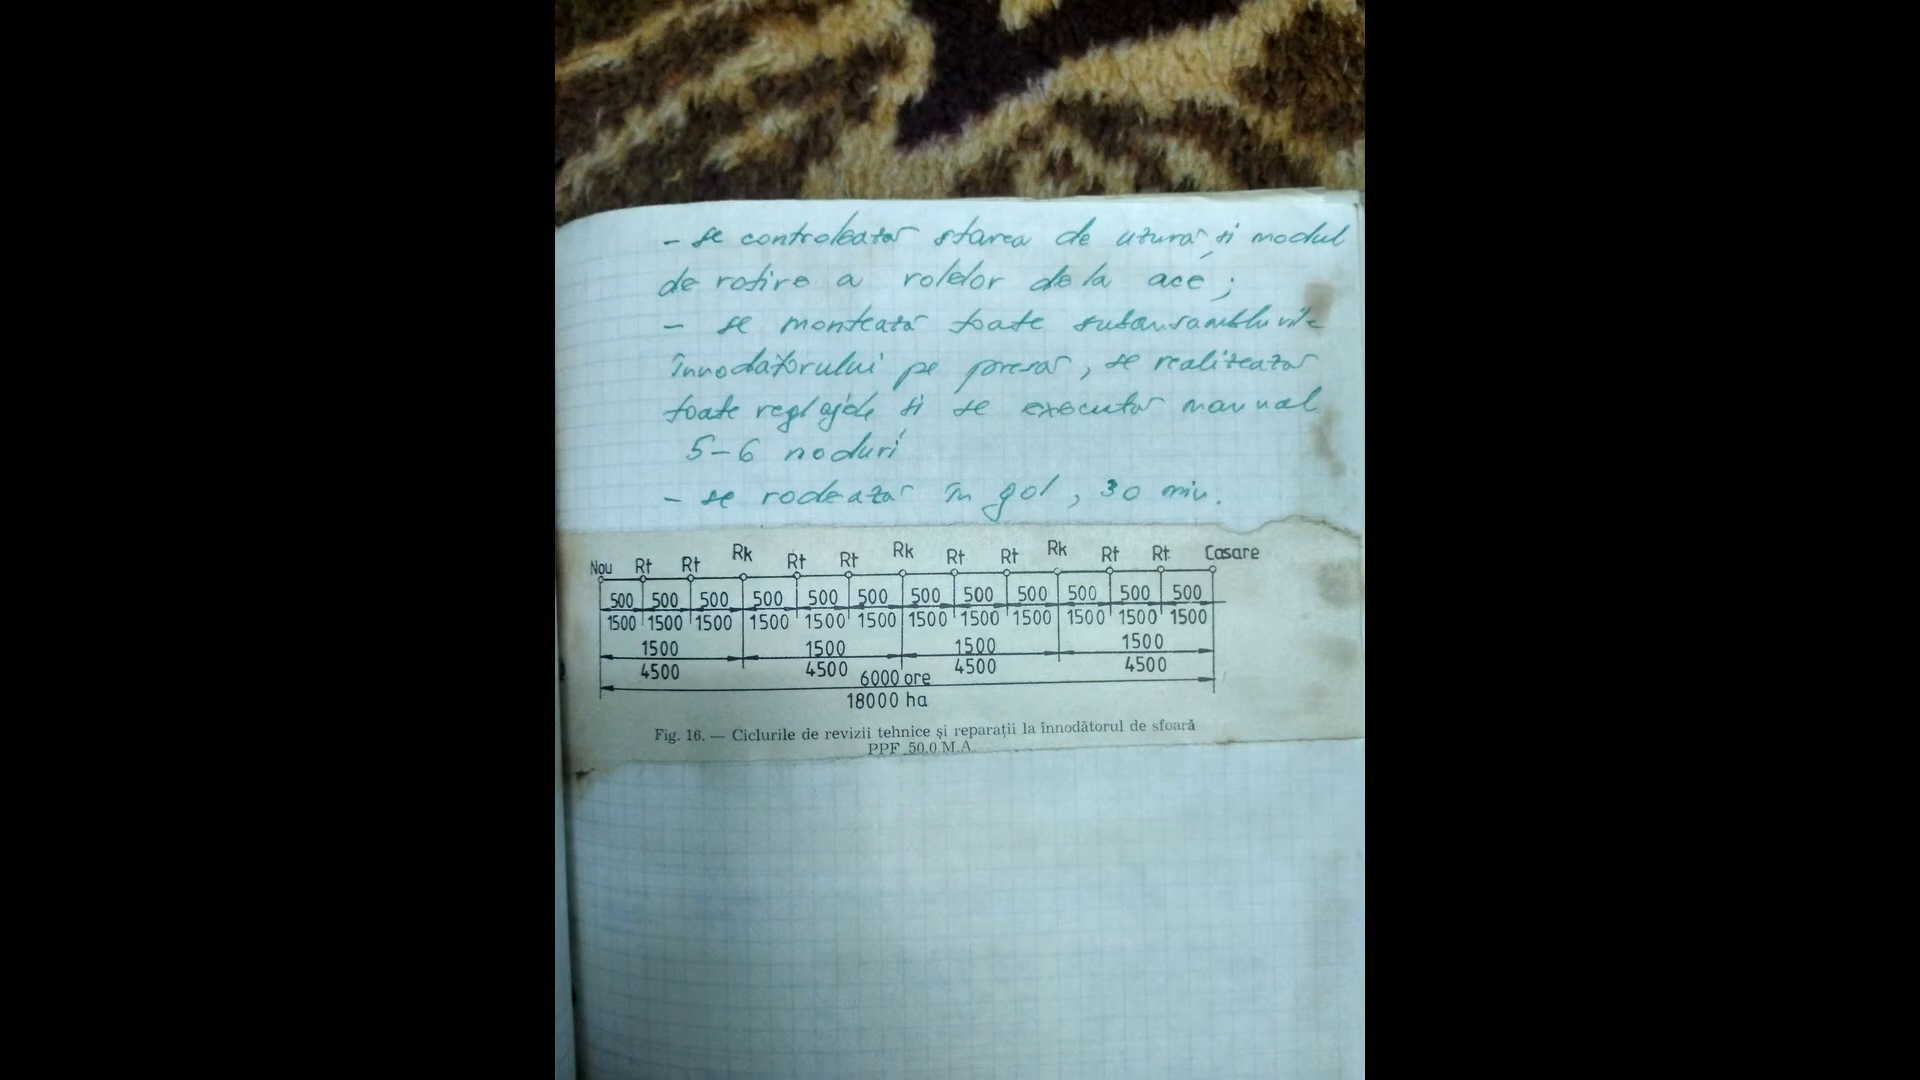 - se controlează starea de uzură și modul
de rotire a rolelor de la ace;
- se montează toate subansamblurile
înnodătorului pe presă, se realizează
toate reglajele și se execută manual
5-6 noduri
- se rodează în gol, 30 min.
Nou Rt Rt Rk Rt Rt Rk Rt Rt Rk Rt Rt Casare
500 500 500 500 500 500 500 500 500 500 500 500
1500 1500 1500 1500 1500 1500 1500 1500 1500 1500 1500 1500
1500 1500 1500 1500
4500 4500 4500 4500
6000 ore
18000 ha
Fig. 16. — Ciclurile de revizii tehnice și reparații la înnodătorul de sfoară
PPF 50.0 M.A.